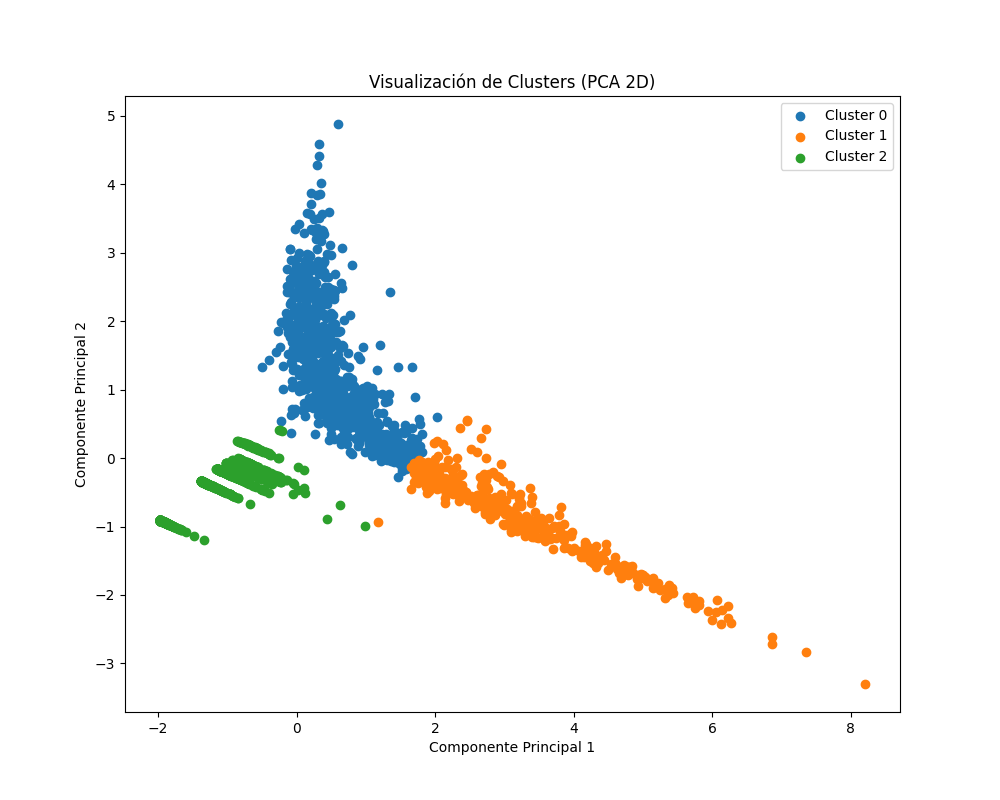 Visualización de Clusters (PCA 2D)
Cluster 0
Cluster 1
Cluster 2
5
4
3
2
1
0
−1
−2
−3
Componente Principal 2
−2
0
2
4
6
8
Componente Principal 1